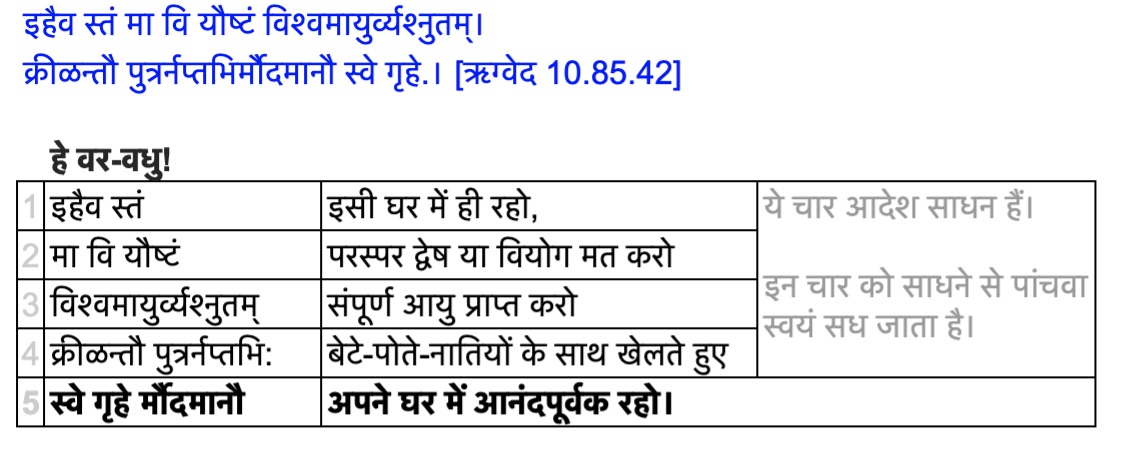 इहैव स्तं मा वि यौष्टं विश्वमायुर्व्यश्नुतम्।
क्रीळन्तौ पुत्रर्नप्तभिर्मौदमानौ स्वे गृहे.। [ऋग्वेद 10.85.42]
हे वर-वधु!
1 इहैव स्तं इसी घर में ही रहो, ये चार आदेश साधन हैं।
2 मा वि यौष्टं परस्पर द्वेष या वियोग मत करो
3 विश्वमायुर्व्यश्नुतम् संपूर्ण आयु प्राप्त करो इन चार को साधने से पांचवा
स्वयं सध जाता है।
4 क्रीळन्तौ पुत्रर्नप्तभि: बेटे-पोते-नातियों के साथ खेलते हुए
5 स्वे गृहे र्मौदमानौ अपने घर में आनंदपूर्वक रहो।